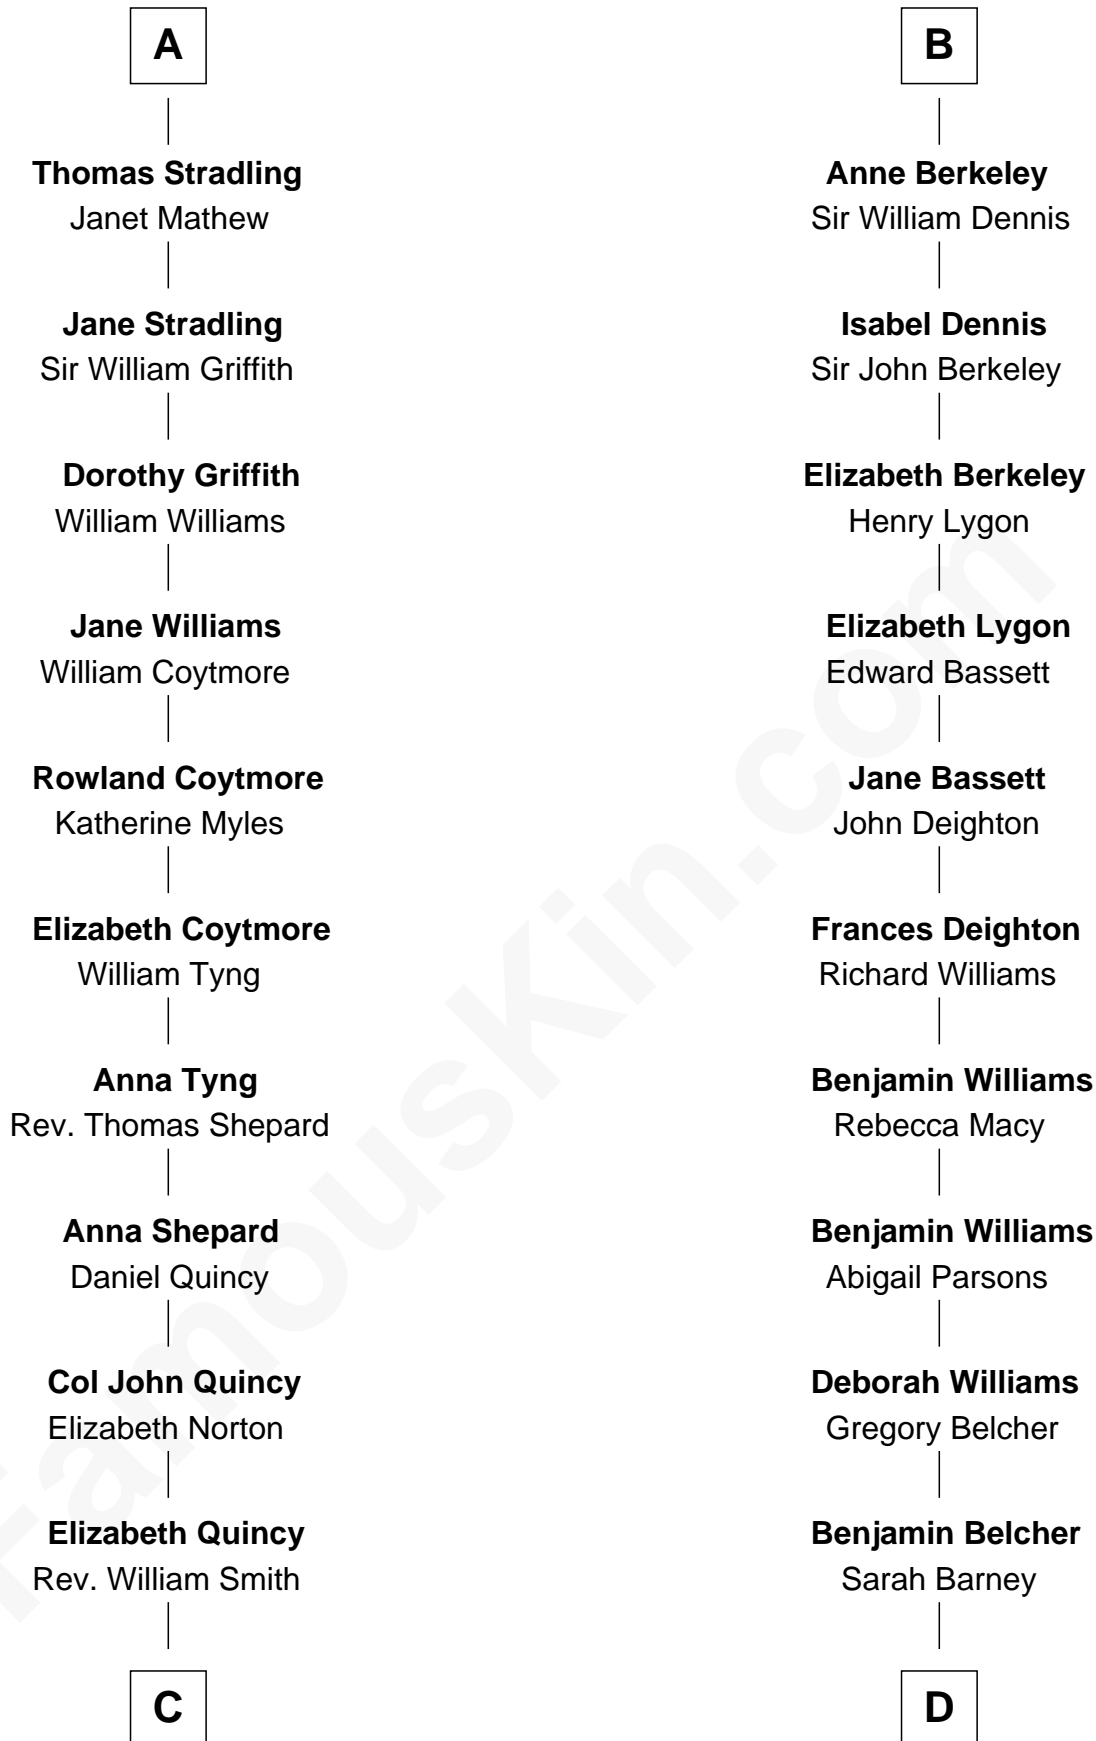 A
Thomas Stradling
Janet Mathew
Jane Stradling
Sir William Griffith
Dorothy Griffith
William Williams
Jane Williams
William Coytmore
Rowland Coytmore
Katherine Myles
Elizabeth Coytmore
William Tyng
Anna Tyng
Rev. Thomas Shepard
Anna Shepard
Daniel Quincy
Col John Quincy
Elizabeth Norton
Elizabeth Quincy
Rev. William Smith
C
B
Anne Berkeley
Sir William Dennis
Isabel Dennis
Sir John Berkeley
Elizabeth Berkeley
Henry Lygon
Elizabeth Lygon
Edward Bassett
Jane Bassett
John Deighton
Frances Deighton
Richard Williams
Benjamin Williams
Rebecca Macy
Benjamin Williams
Abigail Parsons
Deborah Williams
Gregory Belcher
Benjamin Belcher
Sarah Barney
D
FamousKin.com